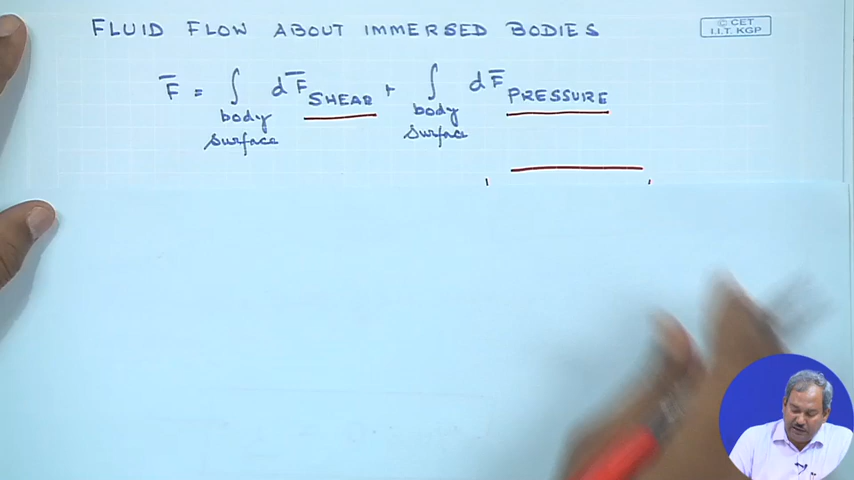 FLUID FLOW ABOUT IMMERSED BODIES
© CET
I.I.T. KGP
F̅ = ∫ dF̅ SHEAR + ∫ dF̅ PRESSURE
body body
surface surface